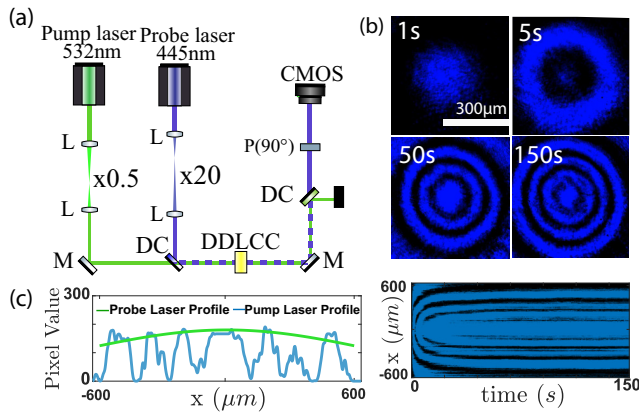 (a)
Pump laser
532nm
Probe laser
445nm
CMOS
L
L
P(90°)
x0.5
x20
DC
L
L
DC
DDLCC
M
M
(b)
1s
5s
300μm
50s
150s
(c)
300
Probe Laser Profile
Pump Laser Profile
Pixel Value
0
-600
600
x (μm)
600
x (μm)
-600
0
150
time (s)